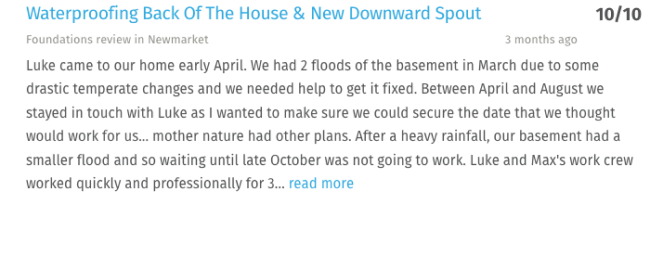 Waterproofing Back Of The House & New Downward Spout 10/10
Foundations review in Newmarket 3 months ago
Luke came to our home early April. We had 2 floods of the basement in March due to some
drastic temperate changes and we needed help to get it fixed. Between April and August we
stayed in touch with Luke as I wanted to make sure we could secure the date that we thought
would work for us... mother nature had other plans. After a heavy rainfall, our basement had a
smaller flood and so waiting until late October was not going to work. Luke and Max's work crew
worked quickly and professionally for 3... read more